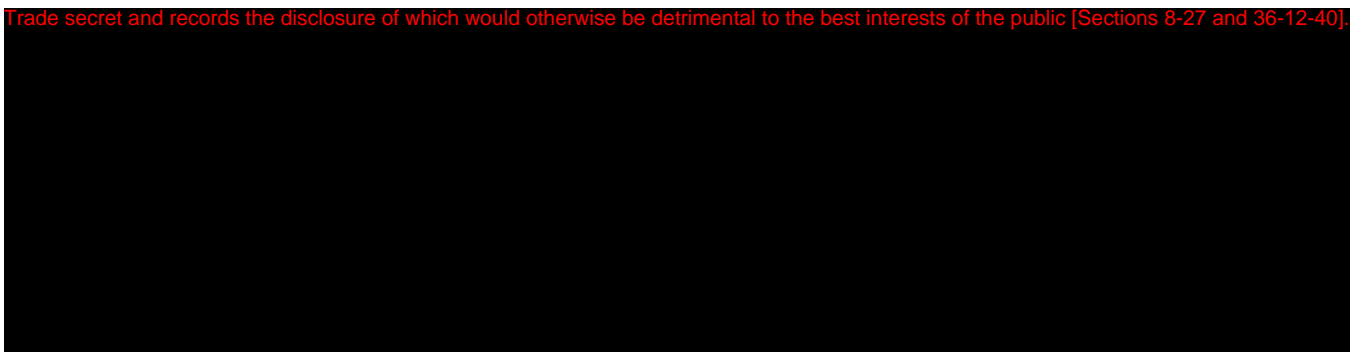 Trade secret and records the disclosure of which would otherwise be detrimental to the best interests of the public [Sections 8-27 and 36-12-40].